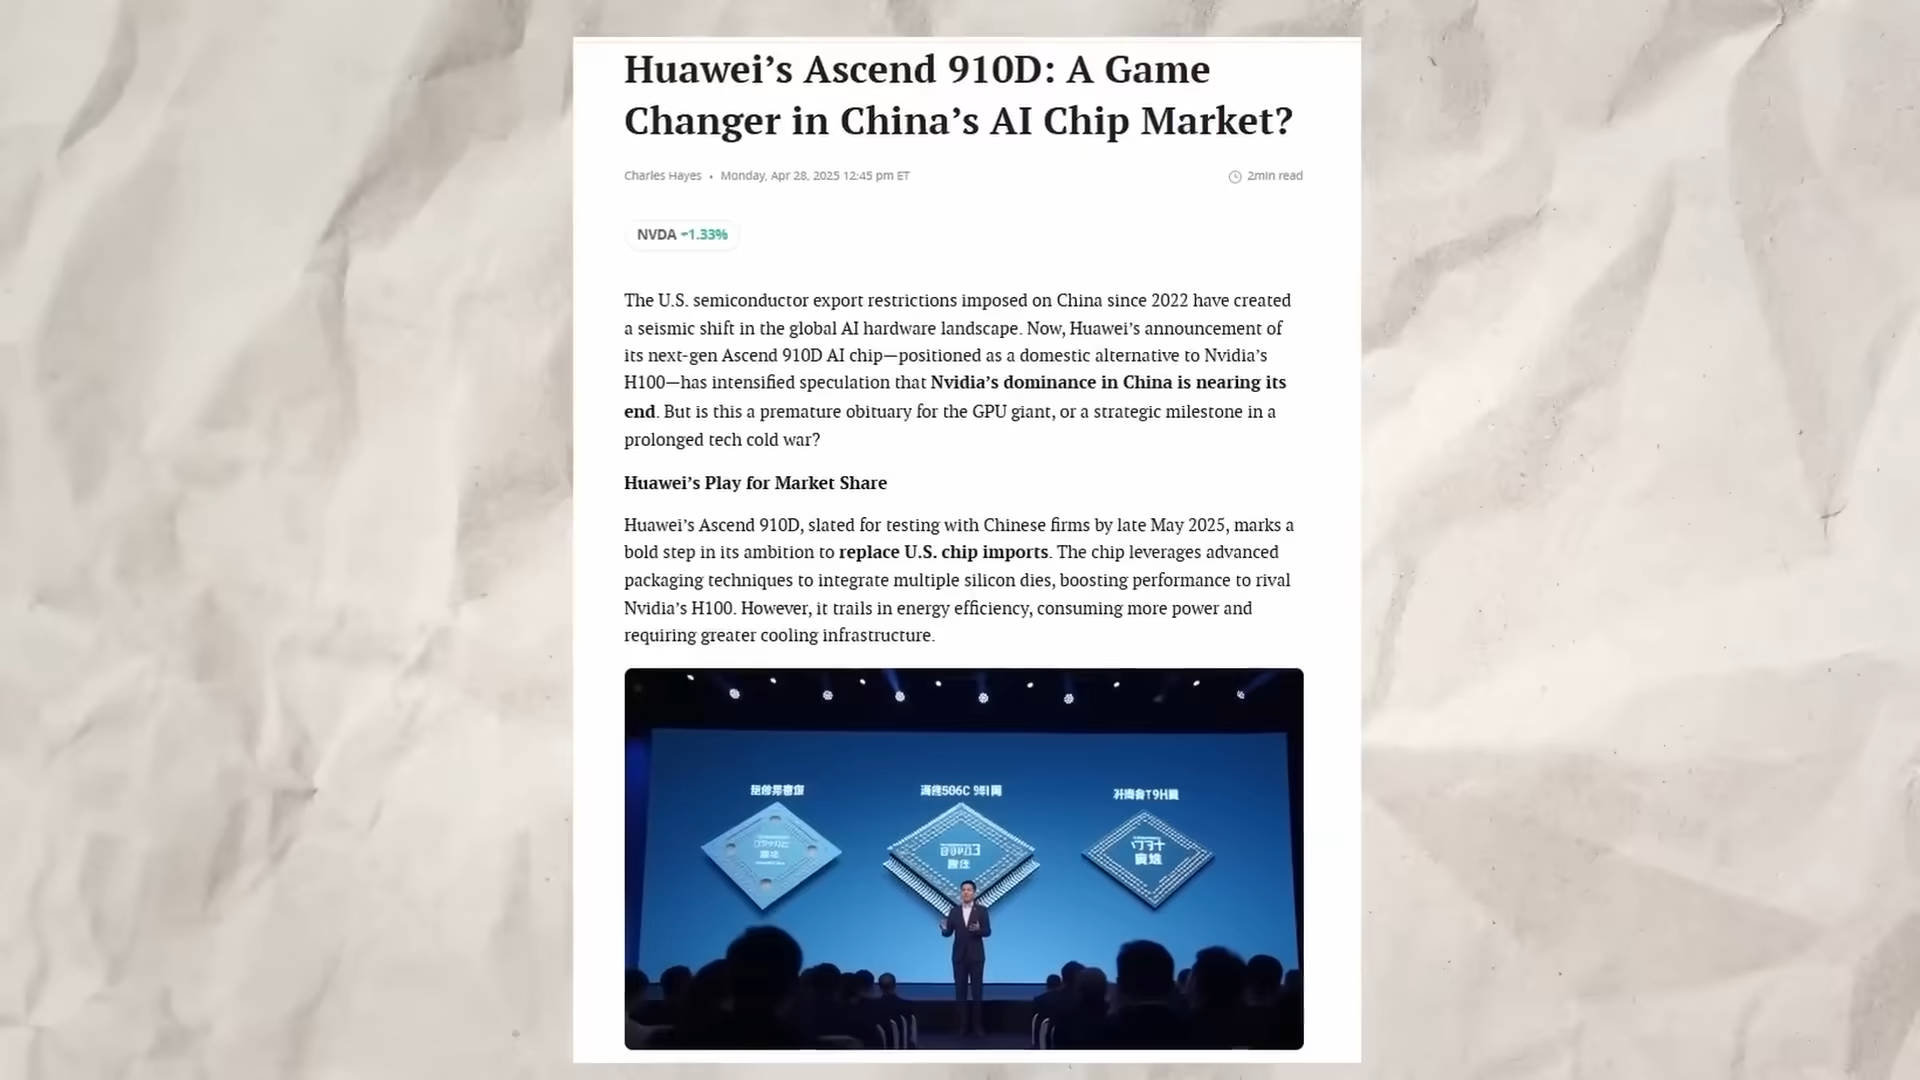 Huawei’s Ascend 910D: A Game
Changer in China’s AI Chip Market?
Charles Hayes • Monday, Apr 28, 2025 12:45 pm ET
2min read
NVDA -1.33%
The U.S. semiconductor export restrictions imposed on China since 2022 have created
a seismic shift in the global AI hardware landscape. Now, Huawei’s announcement of
its next-gen Ascend 910D AI chip—positioned as a domestic alternative to Nvidia’s
H100—has intensified speculation that Nvidia’s dominance in China is nearing its
end. But is this a premature obituary for the GPU giant, or a strategic milestone in a
prolonged tech cold war?
Huawei’s Play for Market Share
Huawei’s Ascend 910D, slated for testing with Chinese firms by late May 2025, marks a
bold step in its ambition to replace U.S. chip imports. The chip leverages advanced
packaging techniques to integrate multiple silicon dies, boosting performance to rival
Nvidia’s H100. However, it trails in energy efficiency, consuming more power and
requiring greater cooling infrastructure.